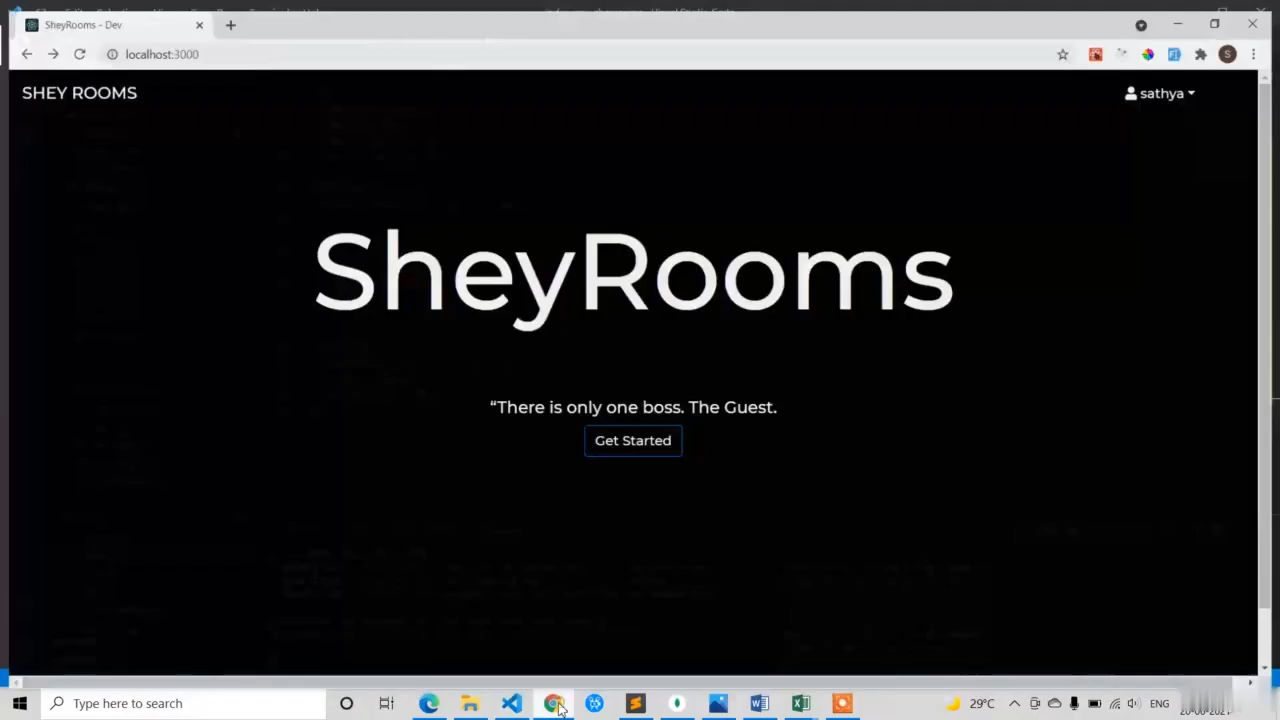 SheyRooms - Dev
localhost:3000
S
SHEY ROOMS
sathya
SheyRooms
“There is only one boss. The Guest.
Get Started
Type here to search
29°C
ENG